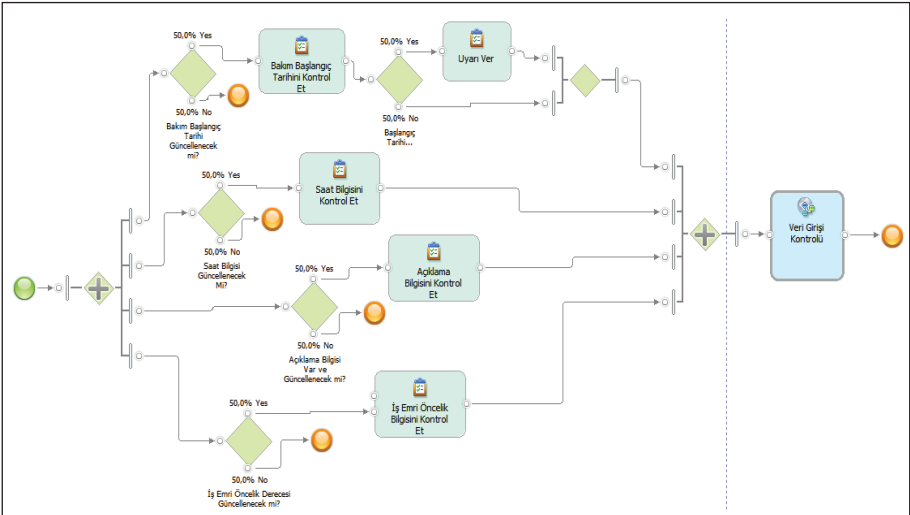 50,0% Yes
Bakım Başlangıç
Tarihini Kontrol
Et
50,0% No
Bakım Başlangıç
Tarihi
Güncellenecek
mi?
50,0% Yes
Uyarı Ver
50,0% No
Başlangıç
Tarihi...
50,0% Yes
Saat Bilgisini
Kontrol Et
50,0% No
Saat Bilgisi
Güncellenecek
Mi?
50,0% Yes
Açıklama
Bilgisini Kontrol
Et
50,0% No
Açıklama Bilgisi
Var ve
Güncellenecek mi?
50,0% Yes
İş Emri Öncelik
Bilgisini Kontrol
Et
50,0% No
İş Emri Öncelik Derecesi
Güncellenecek mi?
Veri Girişi
Kontrolü